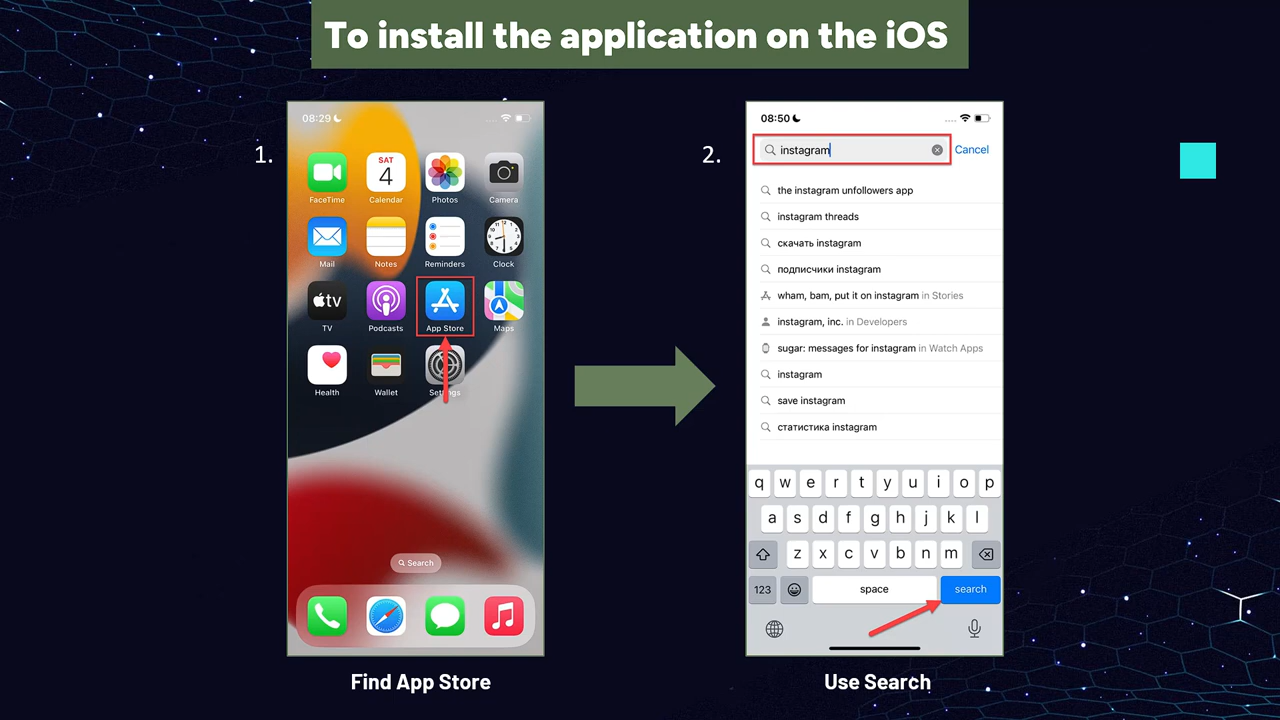 To install the application on the iOS
1.
08:29
FaceTime
SAT
4
Calendar
Photos
Camera
Mail
Notes
Reminders
Clock
tv
TV
Podcasts
App Store
Maps
Health
Wallet
Search
Find App Store
2.
08:50
instagram
Cancel
the instagram unfollowers app
instagram threads
скачать instagram
подписчики instagram
wham, bam, put it on instagram in Stories
instagram, inc. in Developers
sugar: messages for instagram in Watch Apps
instagram
save instagram
статистика instagram
q w e r t y u i o p
a s d f g h j k l
z x c v b n m
123 space search
Use Search